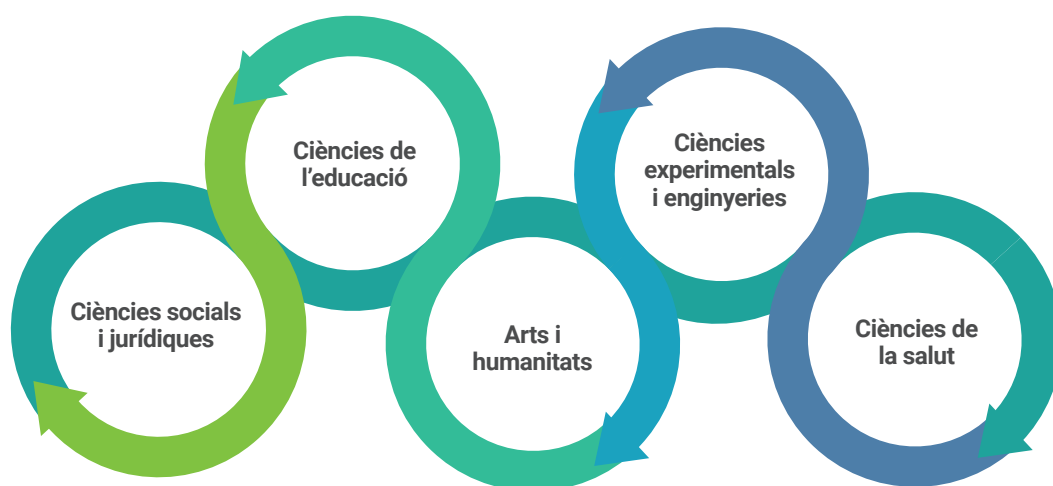 Ciències socials
i jurídiques
Ciències de
l’educació
Arts i
humanitats
Ciències
experimentals
i enginyeries
Ciències de
la salut